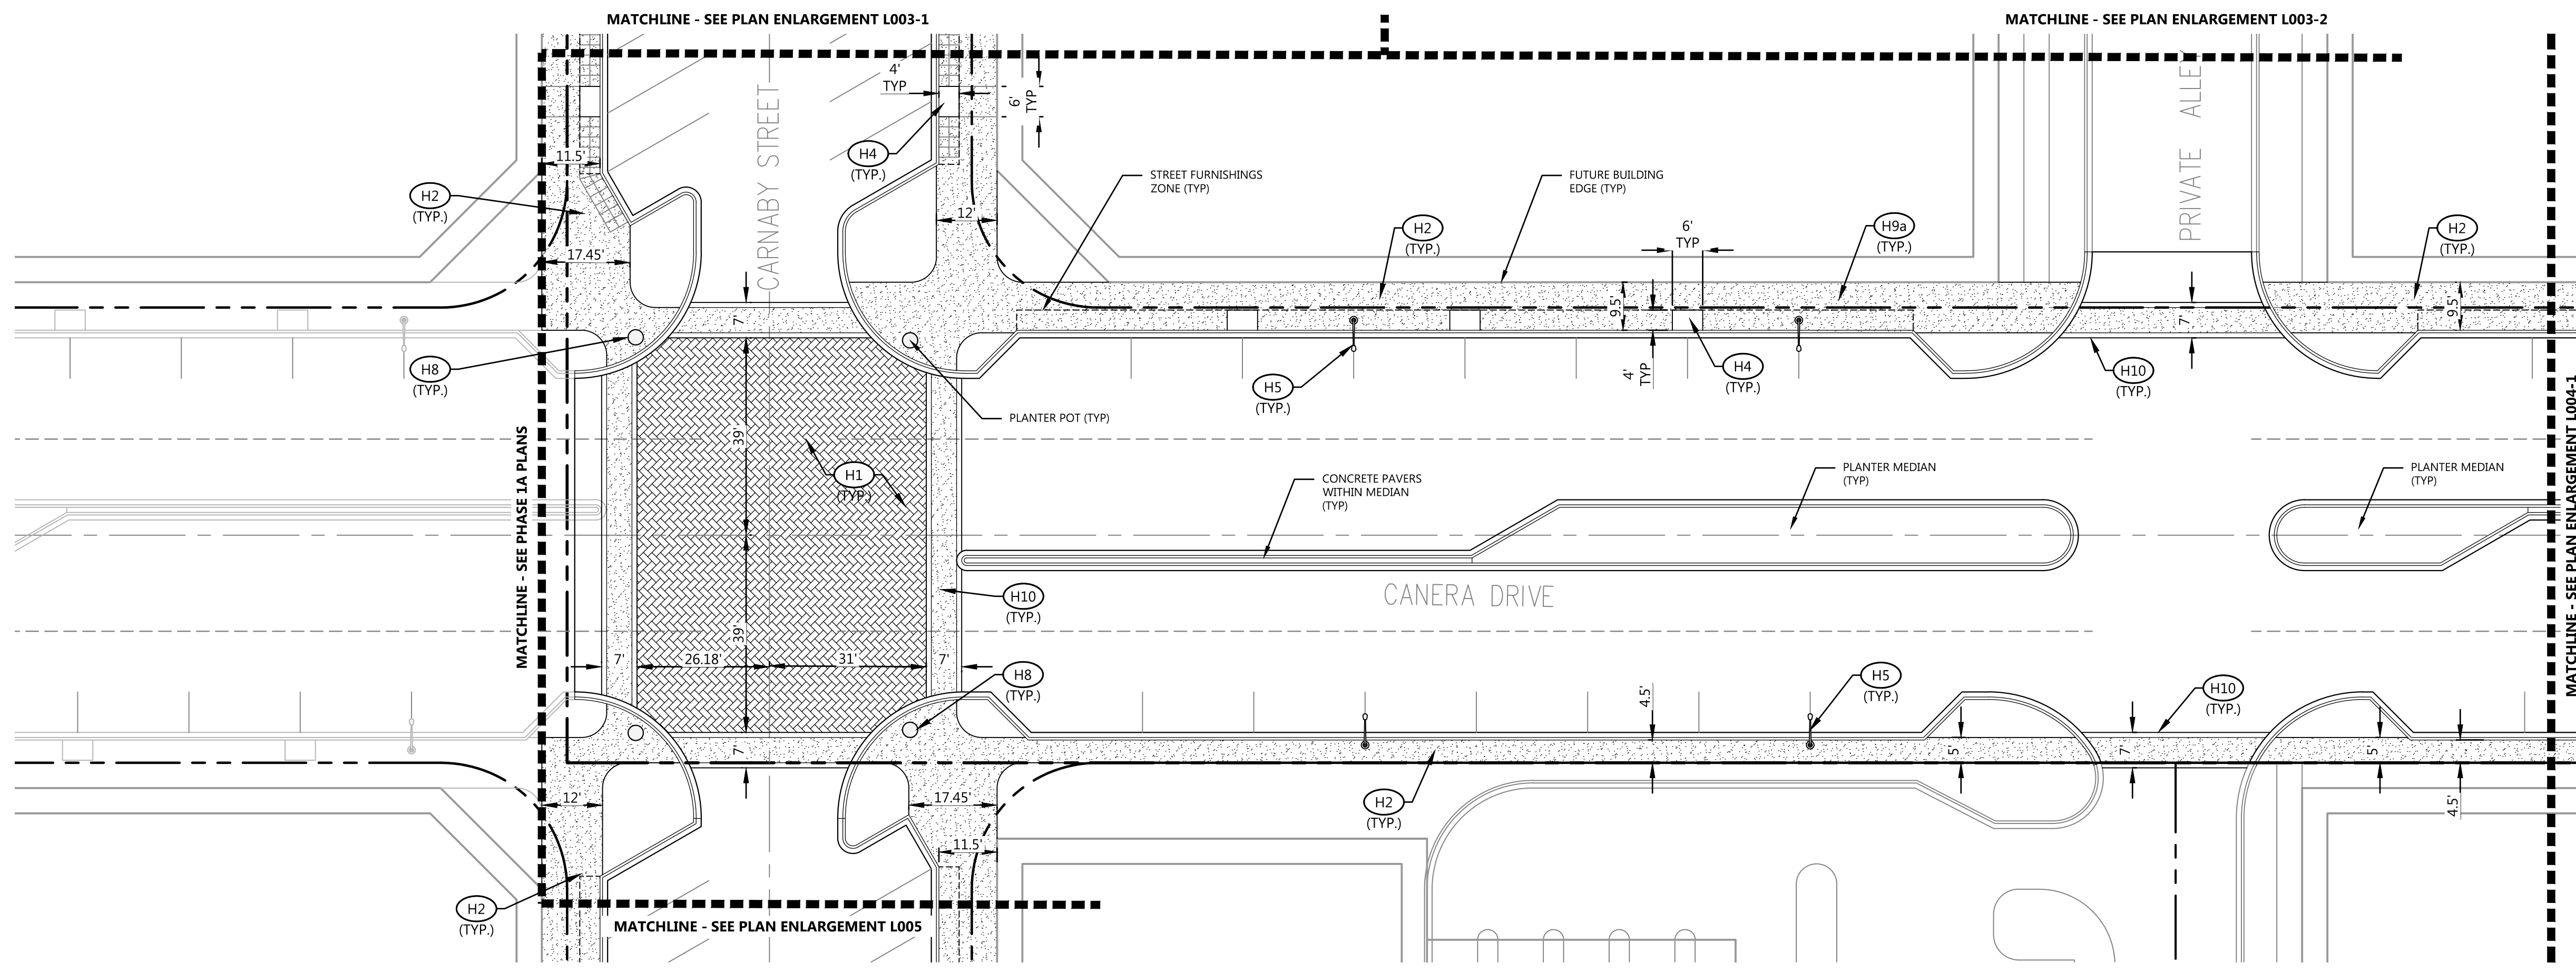 MATCHLINE - SEE PLAN ENLARGEMENT L003-1
MATCHLINE - SEE PLAN ENLARGEMENT L003-2
4'
TYP
6'
TYP
CARNABY STREET
PRIVATE ALLEY
H4
(TYP.)
11.5'
H2
(TYP.)
STREET FURNISHINGS
ZONE (TYP)
FUTURE BUILDING
EDGE (TYP)
12'
17.45'
H2
(TYP.)
6'
TYP
H9a
(TYP.)
H2
(TYP.)
9.5'
9.5'
7'
7'
H8
(TYP.)
H5
(TYP.)
4'
TYP
H4
(TYP.)
H10
(TYP.)
PLANTER POT (TYP)
39'
H1
(TYP.)
CONCRETE PAVERS
WITHIN MEDIAN
(TYP)
PLANTER MEDIAN
(TYP)
PLANTER MEDIAN
(TYP)
MATCHLINE - SEE PHASE 1A PLANS
MATCHLINE - SEE PLAN ENLARGEMENT L004-1
CANERA DRIVE
H10
(TYP.)
39'
7'
26.18'
31'
7'
H8
(TYP.)
4.5'
H5
(TYP.)
H10
(TYP.)
7'
5'
7'
5'
12'
17.45'
H2
(TYP.)
4.5'
11.5'
H2
(TYP.)
MATCHLINE - SEE PLAN ENLARGEMENT L005